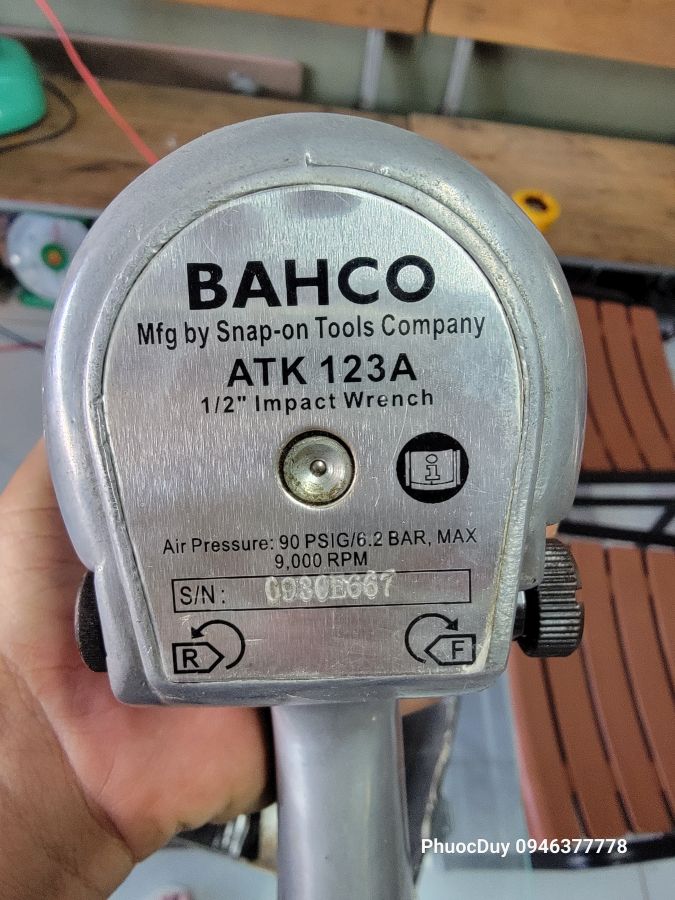 BAHCO
Mfg by Snap-on Tools Company
ATK 123A
1/2" Impact Wrench
i
Air Pressure: 90 PSIG/6.2 BAR, MAX
9,000 RPM
S/N: 0980E667
R F
PhuocDuy 0946377778